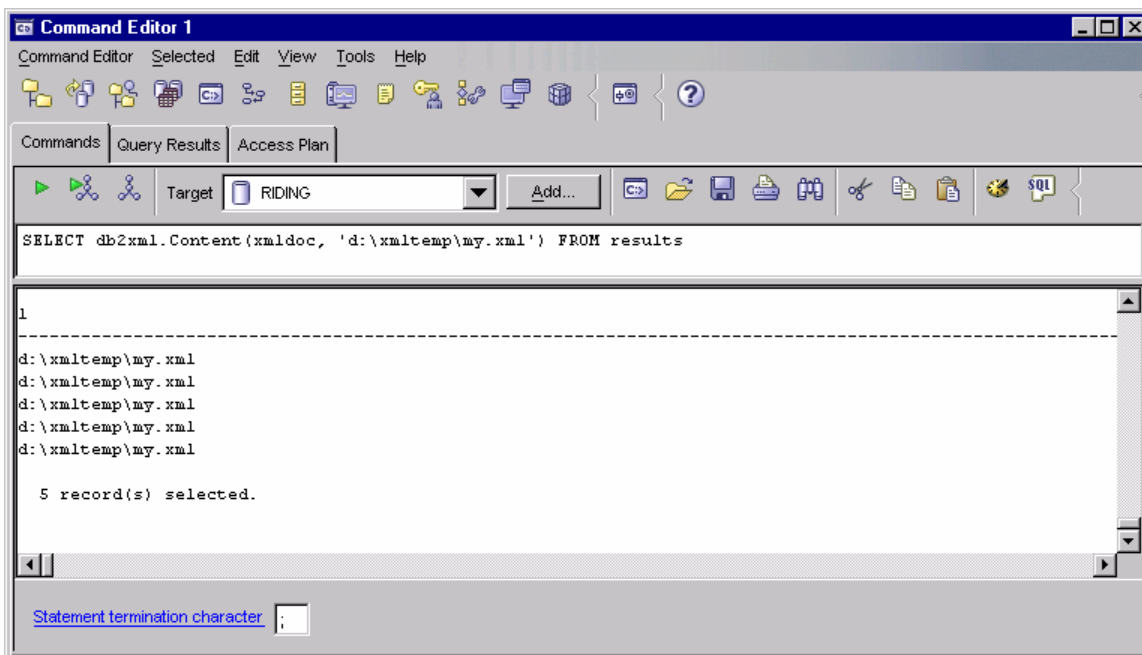 Command Editor 1
Command Editor Selected Edit View Tools Help
Commands Query Results Access Plan
Target RIDING Add... SQL
SELECT db2xml.Content(xmldoc, 'd:\xmltemp\my.xml') FROM results
1
--------------------------------------------------------------------------------
d:\xmltemp\my.xml
d:\xmltemp\my.xml
d:\xmltemp\my.xml
d:\xmltemp\my.xml
d:\xmltemp\my.xml
5 record(s) selected.
Statement termination character ;